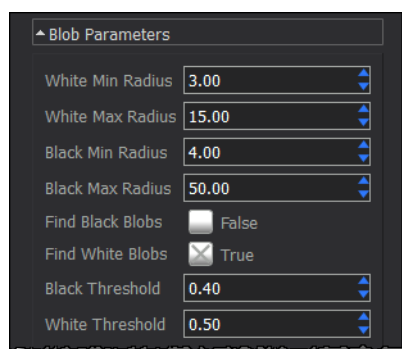 Blob Parameters
White Min Radius 3.00
White Max Radius 15.00
Black Min Radius 4.00
Black Max Radius 50.00
Find Black Blobs False
Find White Blobs True
Black Threshold 0.40
White Threshold 0.50